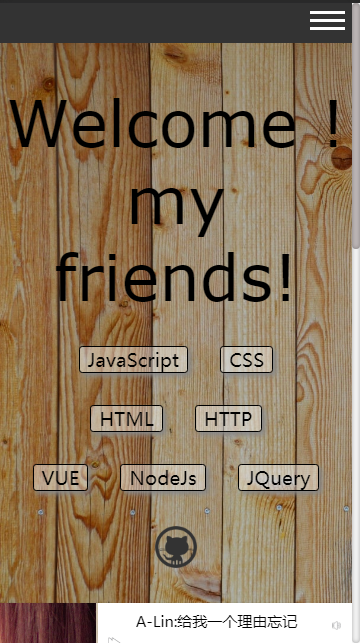 Welcome !
my
friends!
JavaScript CSS
HTML HTTP
VUE NodeJs JQuery
A-Lin:给我一个理由忘记